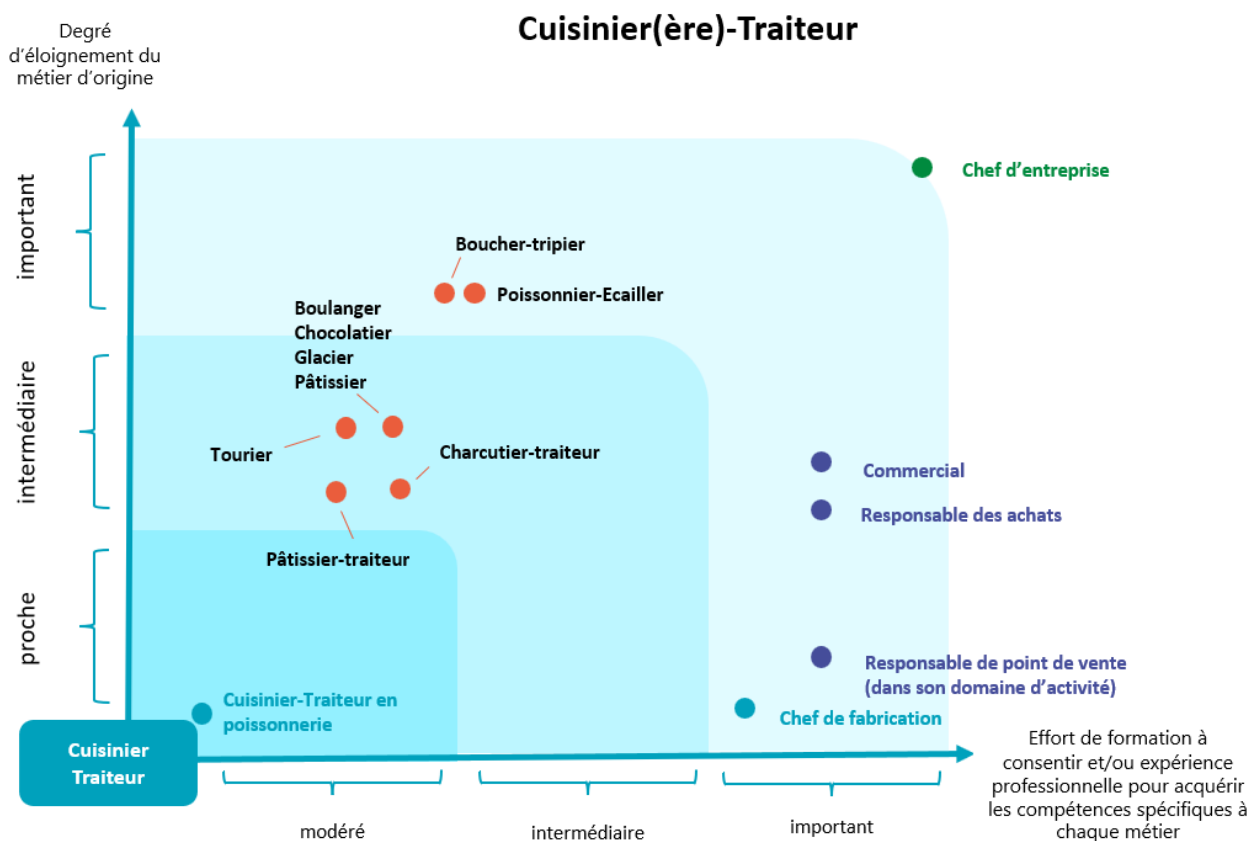 Cuisinier(ère)-Traiteur
Degré
d'éloignement du
métier d'origine
important
intermédiaire
proche
Chef d'entreprise
Boucher-tripier
Poissonnier-Ecailler
Boulanger
Chocolatier
Glacier
Pâtissier
Tourier
Charcutier-traiteur
Pâtissier-traiteur
Commercial
Responsable des achats
Responsable de point de vente
(dans son domaine d'activité)
Cuisinier-Traiteur en
poissonnerie
Chef de fabrication
Cuisinier
Traiteur
modéré
intermédiaire
important
Effort de formation à
consentir et/ou expérience
professionnelle pour acquérir
les compétences spécifiques à
chaque métier